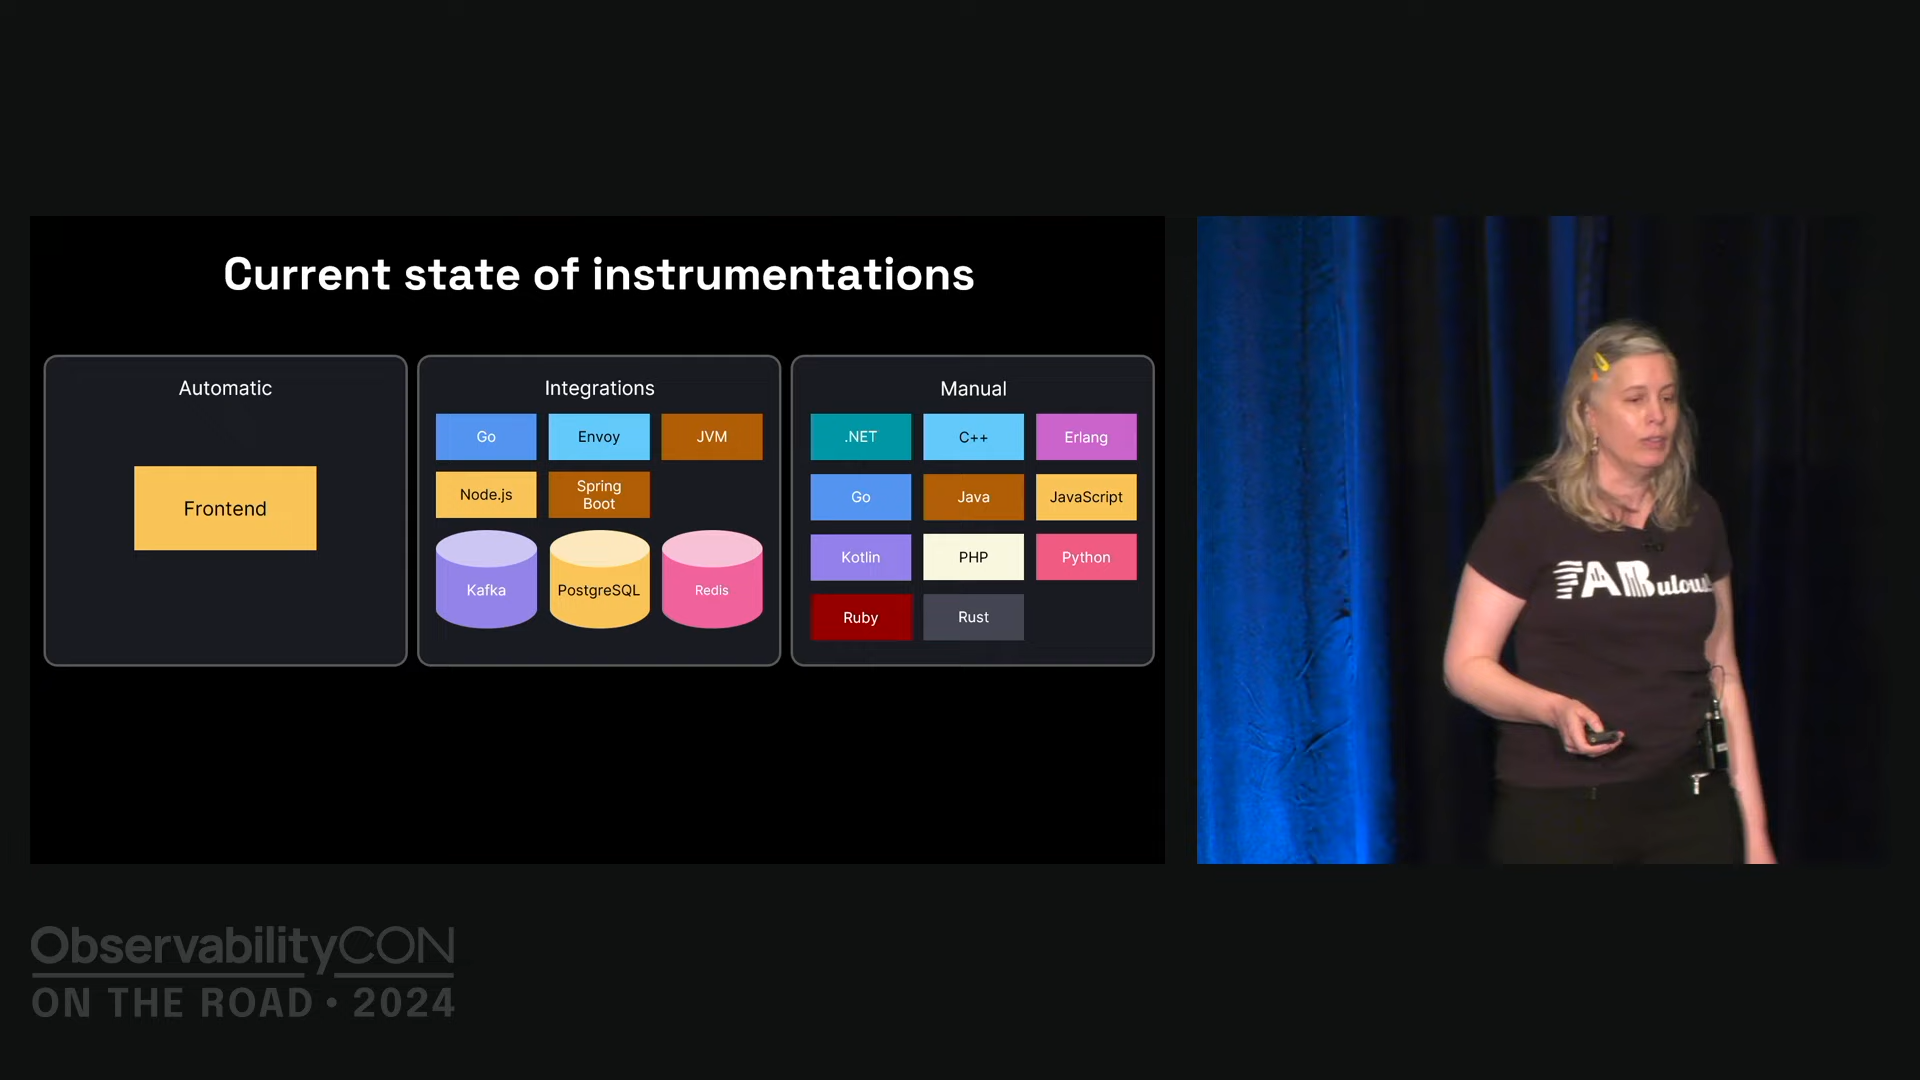 Current state of instrumentations
Automatic
Frontend
Integrations
Go
Envoy
JVM
Node.js
Spring
Boot
Kafka
PostgreSQL
Redis
Manual
.NET
C++
Erlang
Go
Java
JavaScript
Kotlin
PHP
Python
Ruby
Rust
FABulous
ObservabilityCON
ON THE ROAD • 2024